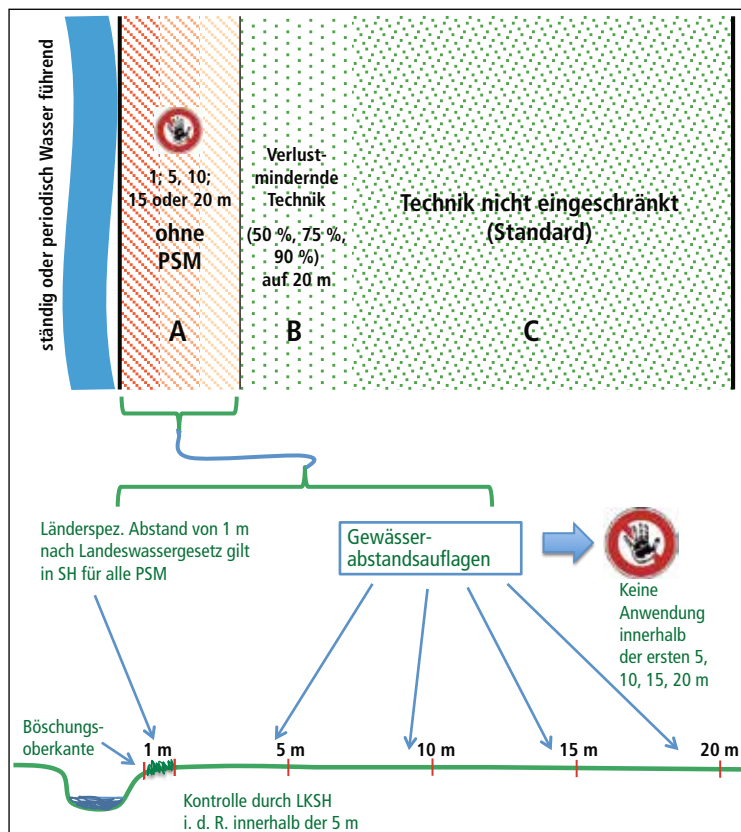 ständig oder periodisch Wasser führend
1; 5, 10;
15 oder 20 m
ohne
PSM
A
Verlust-
mindernde
Technik
(50 %, 75 %,
90 %)
auf 20 m
B
Technik nicht eingeschränkt
(Standard)
C
Länderspez. Abstand von 1 m
nach Landeswassergesetz gilt
in SH für alle PSM
Gewässer-
abstandsauflagen
Keine
Anwendung
innerhalb
der ersten 5,
10, 15, 20 m
Böschungs-
oberkante
1 m
5 m
10 m
15 m
20 m
Kontrolle durch LKSH
i. d. R. innerhalb der 5 m